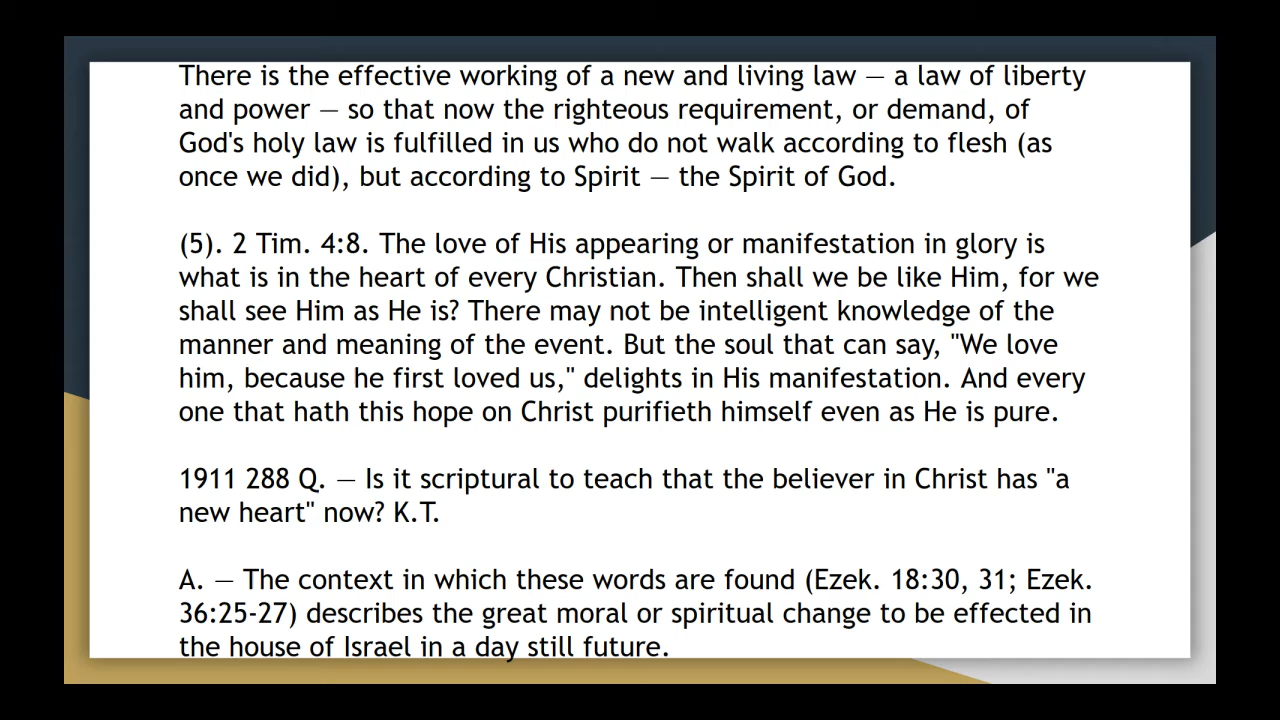 There is the effective working of a new and living law — a law of liberty
and power — so that now the righteous requirement, or demand, of
God's holy law is fulfilled in us who do not walk according to flesh (as
once we did), but according to Spirit — the Spirit of God.
(5). 2 Tim. 4:8. The love of His appearing or manifestation in glory is
what is in the heart of every Christian. Then shall we be like Him, for we
shall see Him as He is? There may not be intelligent knowledge of the
manner and meaning of the event. But the soul that can say, "We love
him, because he first loved us," delights in His manifestation. And every
one that hath this hope on Christ purifieth himself even as He is pure.
1911 288 Q. — Is it scriptural to teach that the believer in Christ has "a
new heart" now? K.T.
A. — The context in which these words are found (Ezek. 18:30, 31; Ezek.
36:25-27) describes the great moral or spiritual change to be effected in
the house of Israel in a day still future.